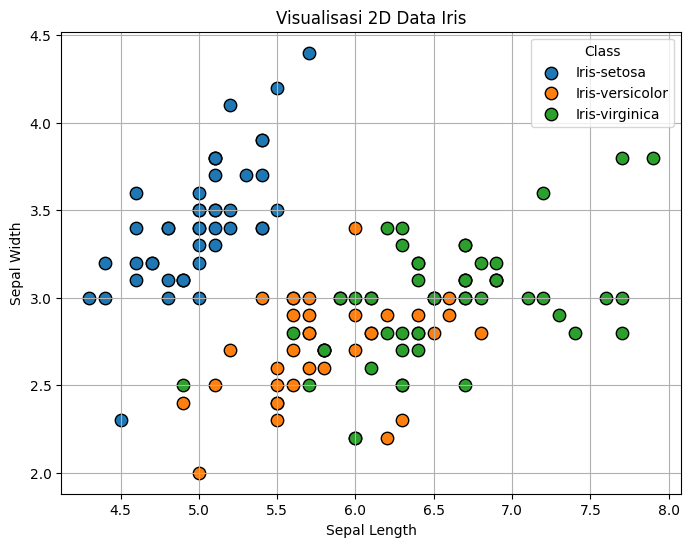 Visualisasi 2D Data Iris
4.5
4.0
3.5
3.0
2.5
2.0
Sepal Width
Class
Iris-setosa
Iris-versicolor
Iris-virginica
4.5 5.0 5.5 6.0 6.5 7.0 7.5 8.0
Sepal Length